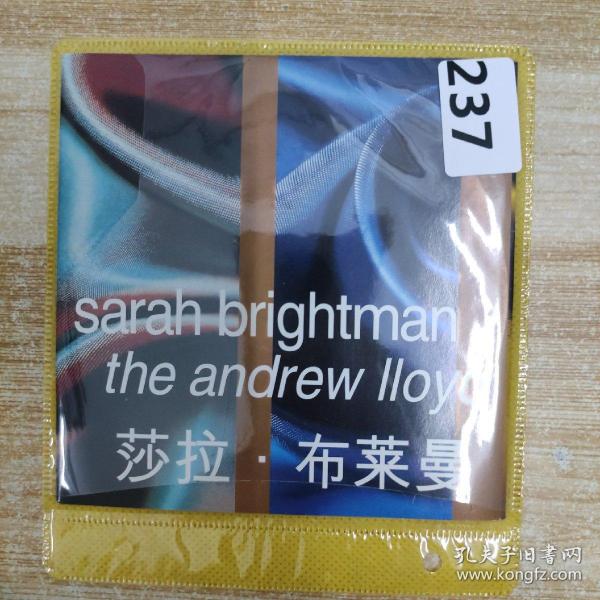 237
sarah brightman
the andrew lloyd
莎拉·布莱曼
孔夫子旧书网
www.kongfz.com